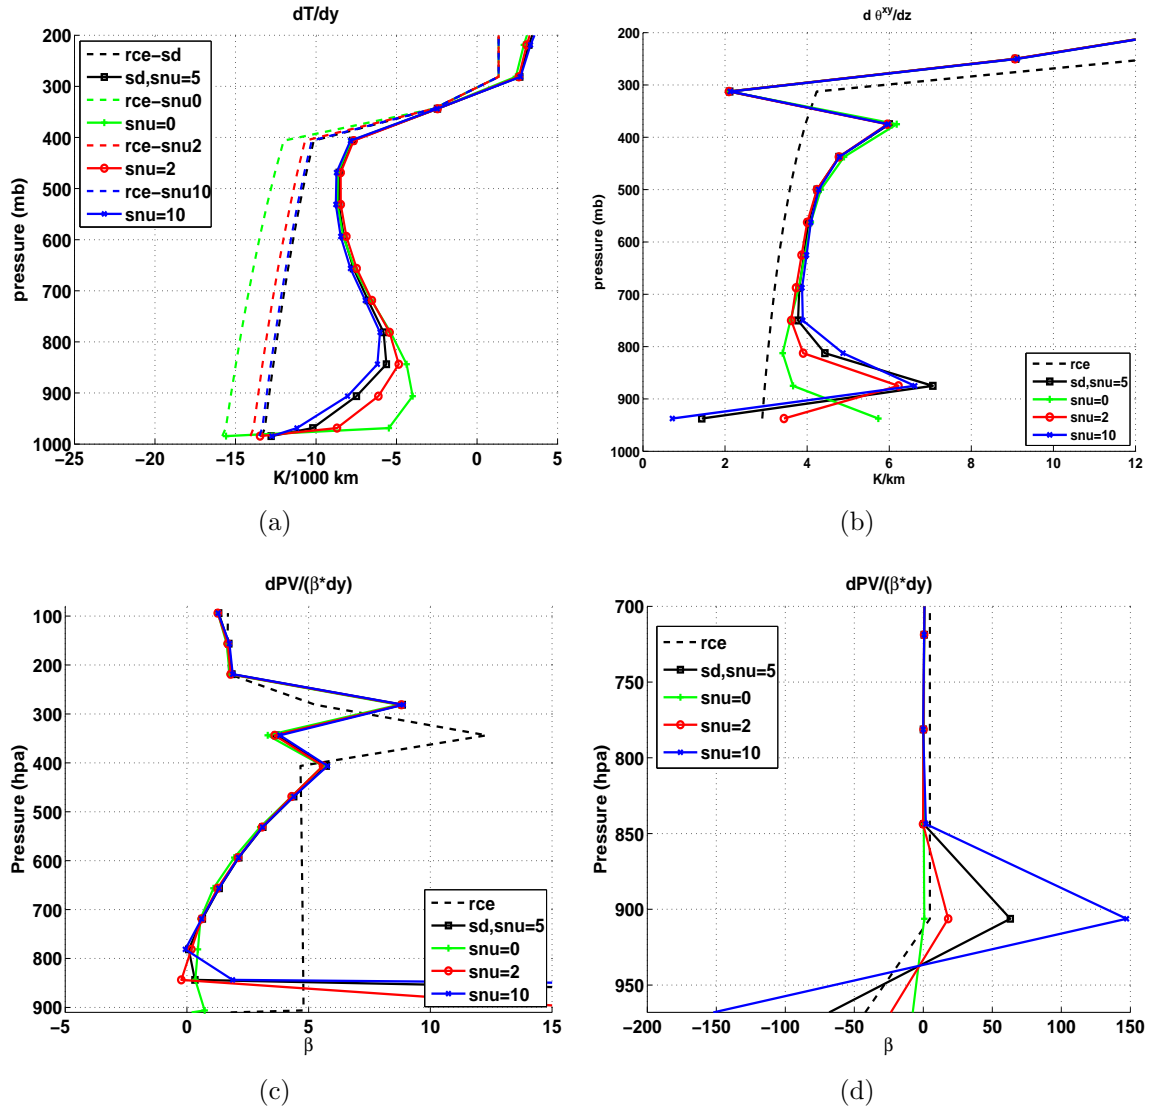 dT/dy
200
300
400
500
600
700
800
900
1000
pressure (mb)
rce−sd
sd,snu=5
rce−snu0
snu=0
rce−snu2
snu=2
rce−snu10
snu=10
−25 −20 −15 −10 −5 0 5
K/1000 km
(a)
d θ^xy/dz
200
300
400
500
600
700
800
900
1000
pressure (mb)
rce
sd,snu=5
snu=0
snu=2
snu=10
0 2 4 6 8 10 12
K/km
(b)
dPV/(β*dy)
100
200
300
400
500
600
700
800
900
Pressure (hpa)
rce
sd,snu=5
snu=0
snu=2
snu=10
−5 0 5 10 15
β
(c)
dPV/(β*dy)
700
750
800
850
900
950
Pressure (hpa)
rce
sd,snu=5
snu=0
snu=2
snu=10
−200 −150 −100 −50 0 50 100 150
β
(d)